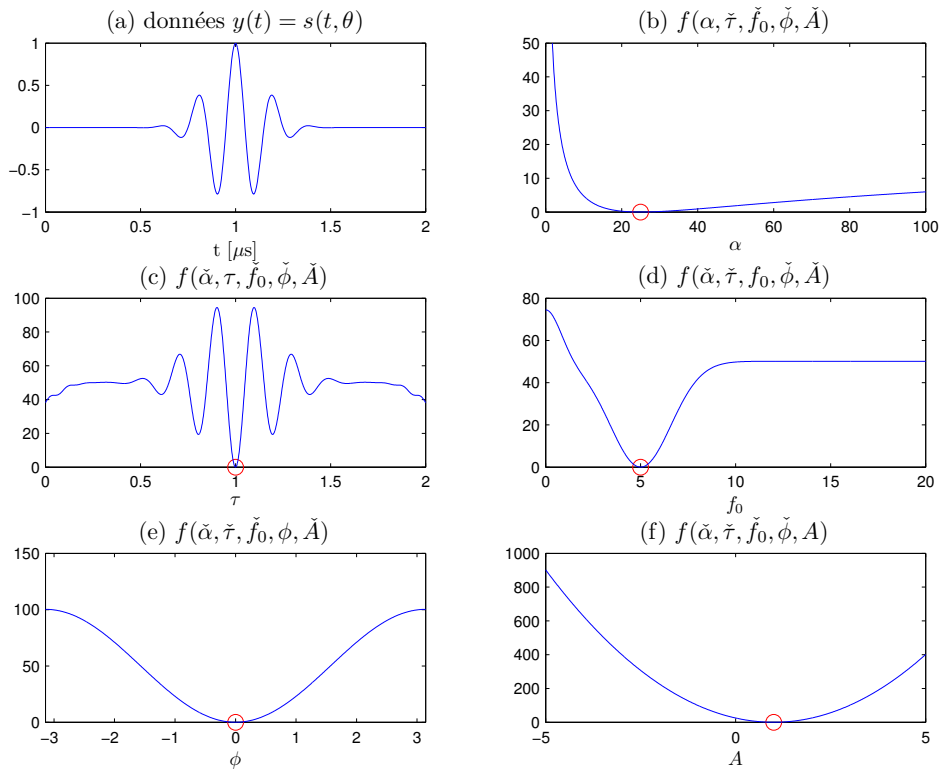 (a) données y(t) = s(t, θ)
1
0.5
0
−0.5
−1
0 0.5 1 1.5 2
t [μs]
(b) f(α, τ̌, f̌₀, φ̌, Ǎ)
50
40
30
20
10
0
0 20 40 60 80 100
α
(c) f(α̌, τ, f̌₀, φ̌, Ǎ)
100
80
60
40
20
0
0 0.5 1 1.5 2
τ
(d) f(α̌, τ̌, f₀, φ̌, Ǎ)
80
60
40
20
0
0 5 10 15 20
f₀
(e) f(α̌, τ̌, f̌₀, φ, Ǎ)
150
100
50
0
−3 −2 −1 0 1 2 3
φ
(f) f(α̌, τ̌, f̌₀, φ̌, A)
1000
800
600
400
200
0
−5 0 5
A